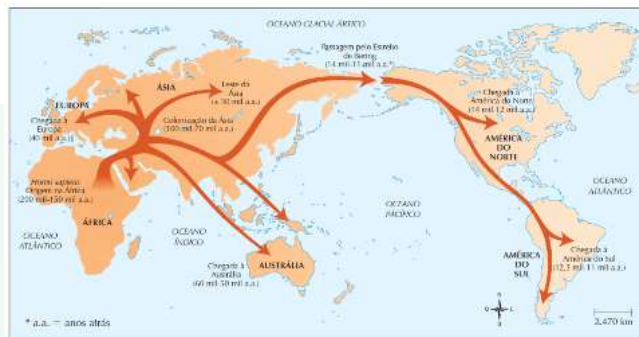 OCEANO GLACIAL ÁRTICO
Passagem pelo Estreito
de Bering
(14 mil-11 mil a.a.*
ÁSIA
Leste da
Ásia
EUROPA
Chegada à
Europa
(40 mil a.a.)
Colonização da Ásia
(100 mil-70 mil a.a.)
Chegada à
América do Norte
(14 mil-12 mil a.a.)
AMÉRICA
DO
NORTE
Homo sapiens
Origem na África
(200 mil-150 mil a.a.)
ÁFRICA
OCEANO
ATLÂNTICO
OCEANO
ÍNDICO
OCEANO
PACÍFICO
OCEANO
ATLÂNTICO
Chegada à
Austrália
(60 mil-50 mil a.a.)
AUSTRÁLIA
AMÉRICA
DO
SUL
Chegada à
América do Sul
(12,5 mil-11 mil a.a.)
* a.a. = anos atrás
O
L
2.470 km